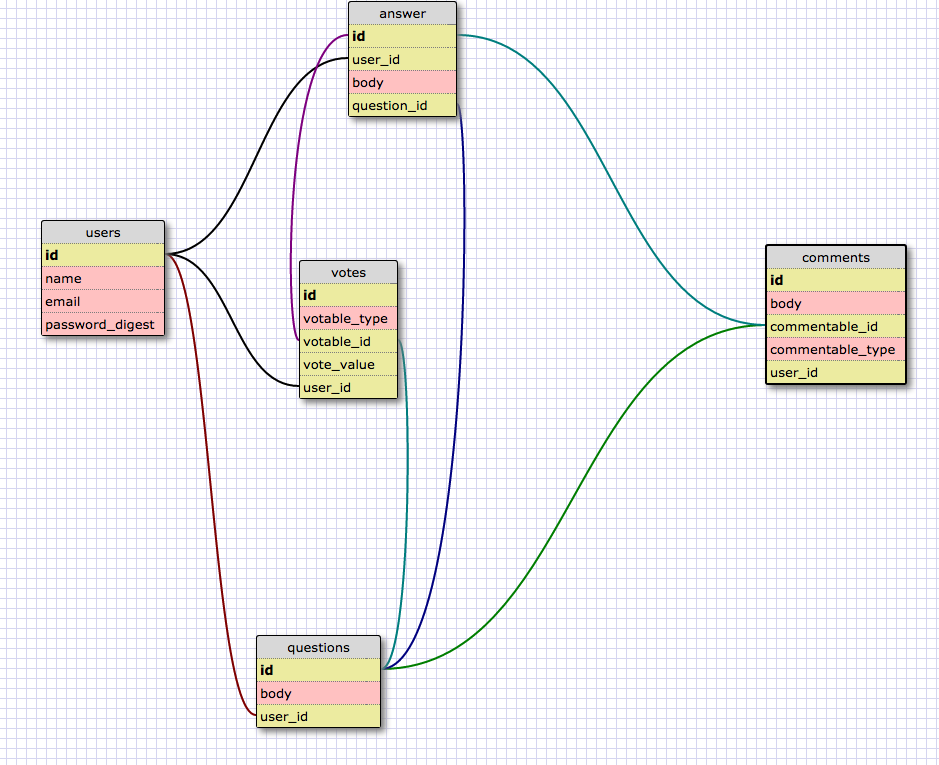 answer
id
user_id
body
question_id
users
id
name
email
password_digest
votes
id
votable_type
votable_id
vote_value
user_id
comments
id
body
commentable_id
commentable_type
user_id
questions
id
body
user_id